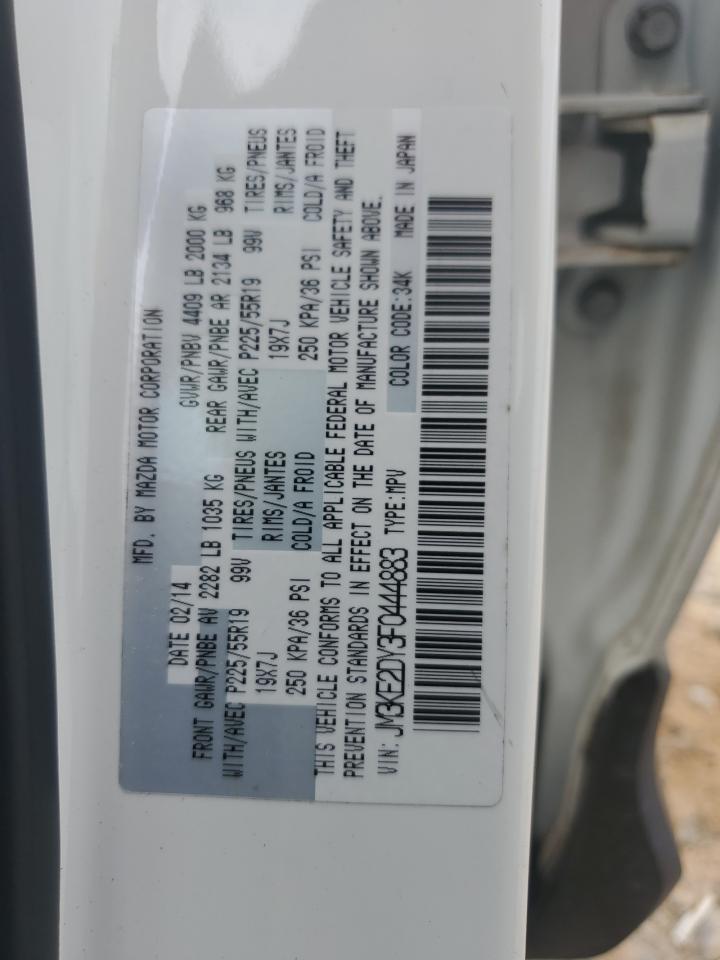 MFD. BY MAZDA MOTOR CORPORATION
DATE 02/14 GVWR/PNBV 4409 LB 2000 KG
FRONT GAWR/PNBE AV 2282 LB 1035 KG REAR GAWR/PNBE AR 2134 LB 968 KG
WITH/AVEC P225/55R19 99V TIRES/PNEUS WITH/AVEC P225/55R19 99V TIRES/PNEUS
19X7J RIMS/JANTES 19X7J RIMS/JANTES
250 KPA/36 PSI COLD/A FROID 250 KPA/36 PSI COLD/A FROID
THIS VEHICLE CONFORMS TO ALL APPLICABLE FEDERAL MOTOR VEHICLE SAFETY AND THEFT
PREVENTION STANDARDS IN EFFECT ON THE DATE OF MANUFACTURE SHOWN ABOVE.
VIN: JM3KE2DY3F0444883 TYPE:MPV COLOR CODE:34K MADE IN JAPAN